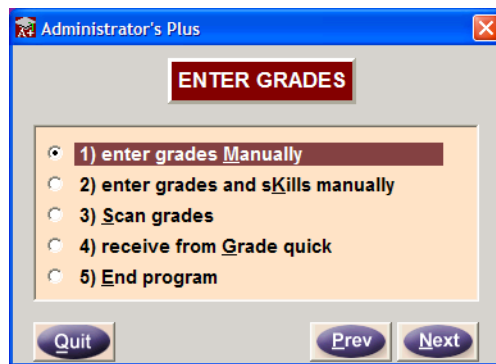 Administrator's Plus
ENTER GRADES
1) enter grades Manually
2) enter grades and sKills manually
3) Scan grades
4) receive from Grade quick
5) End program
Quit Prev Next